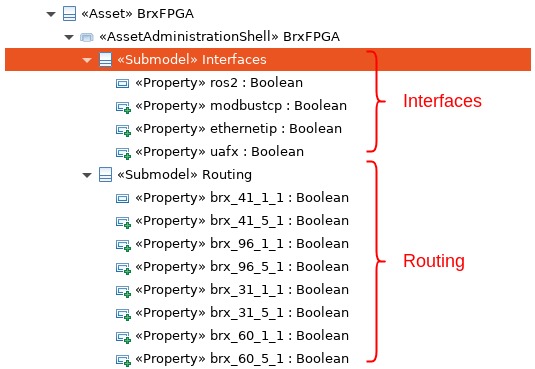 «Asset» BrxFPGA
«AssetAdministrationShell» BrxFPGA
«Submodel» Interfaces
«Property» ros2 : Boolean
«Property» modbustcp : Boolean
«Property» ethernetip : Boolean
«Property» uafx : Boolean
Interfaces
«Submodel» Routing
«Property» brx_41_1_1 : Boolean
«Property» brx_41_5_1 : Boolean
«Property» brx_96_1_1 : Boolean
«Property» brx_96_5_1 : Boolean
«Property» brx_31_1_1 : Boolean
«Property» brx_31_5_1 : Boolean
«Property» brx_60_1_1 : Boolean
«Property» brx_60_5_1 : Boolean
Routing